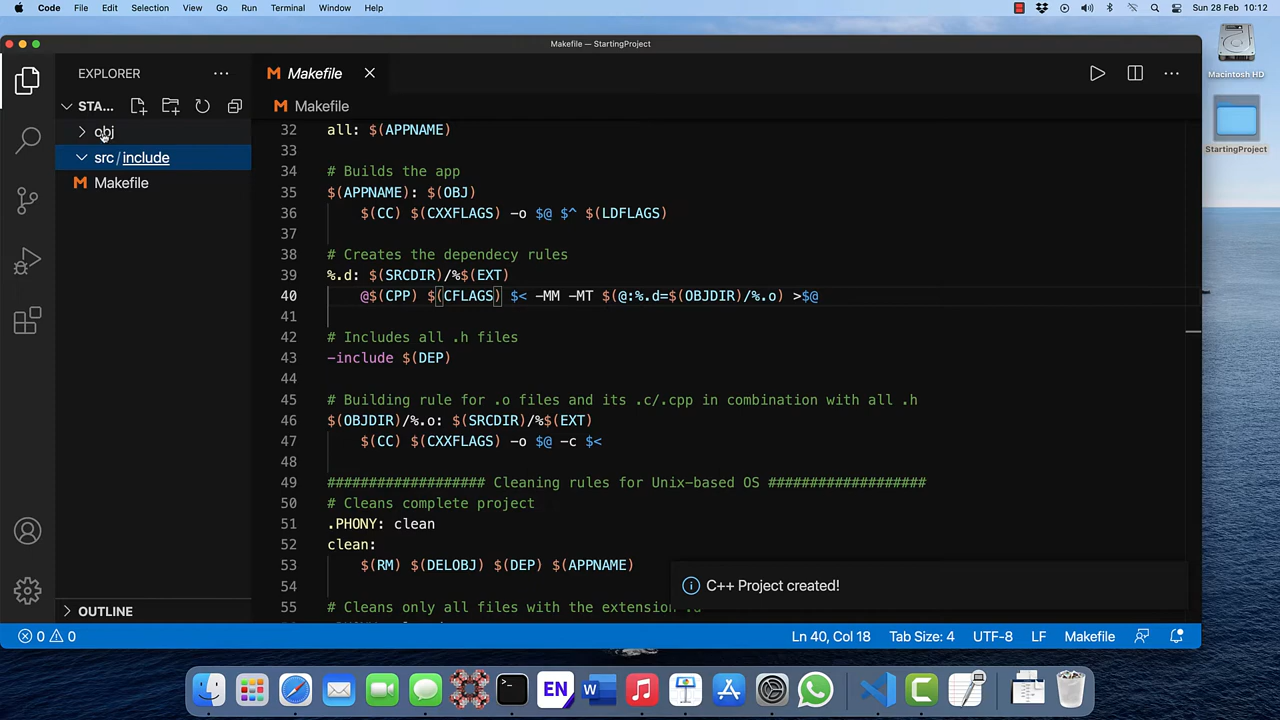 Code File Edit Selection View Go Run Terminal Window Help Sun 28 Feb 10:12
Makefile — StartingProject
EXPLORER
Makefile
STA...
Makefile
obj
src / include
Makefile
32 all: $(APPNAME)
33
34 # Builds the app
35 $(APPNAME): $(OBJ)
36 $(CC) $(CXXFLAGS) -o $@ $^ $(LDFLAGS)
37
38 # Creates the dependecy rules
39 %.d: $(SRCDIR)/%$(EXT)
40 @$(CPP) $(CFLAGS) $< -MM -MT $(@:%.d=$(OBJDIR)/%.o) >$@
41
42 # Includes all .h files
43 -include $(DEP)
44
45 # Building rule for .o files and its .c/.cpp in combination with all .h
46 $(OBJDIR)/%.o: $(SRCDIR)/%$(EXT)
47 $(CC) $(CXXFLAGS) -o $@ -c $<
48
49 ################### Cleaning rules for Unix-based OS ###################
50 # Cleans complete project
51 .PHONY: clean
52 clean:
53 $(RM) $(DELOBJ) $(DEP) $(APPNAME)
54
55 # Cleans only all files with the extension
C++ Project created!
OUTLINE
0 0
Ln 40, Col 18 Tab Size: 4 UTF-8 LF Makefile
Macintosh HD
StartingProject
EN